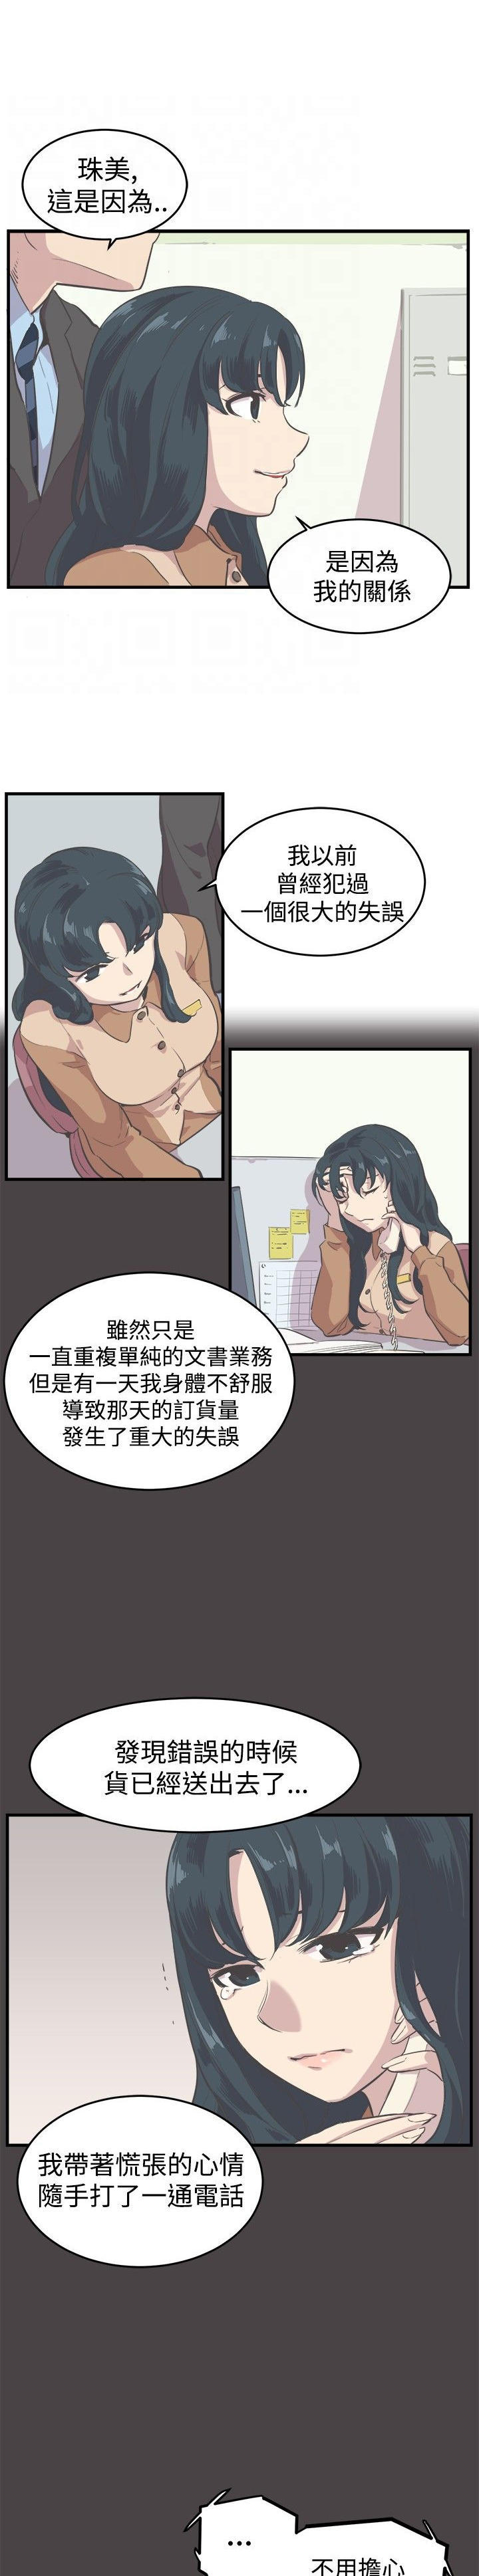 珠美,
這是因為..
是因為
我的關係
我以前
曾經犯過
一個很大的失誤
雖然只是
一直重複單純的文書業務
但是有一天我身體不舒服
導致那天的訂貨量
發生了重大的失誤
發現錯誤的時候
貨已經送出去了...
我帶著慌張的心情
隨手打了一通電話
...
不用擔心